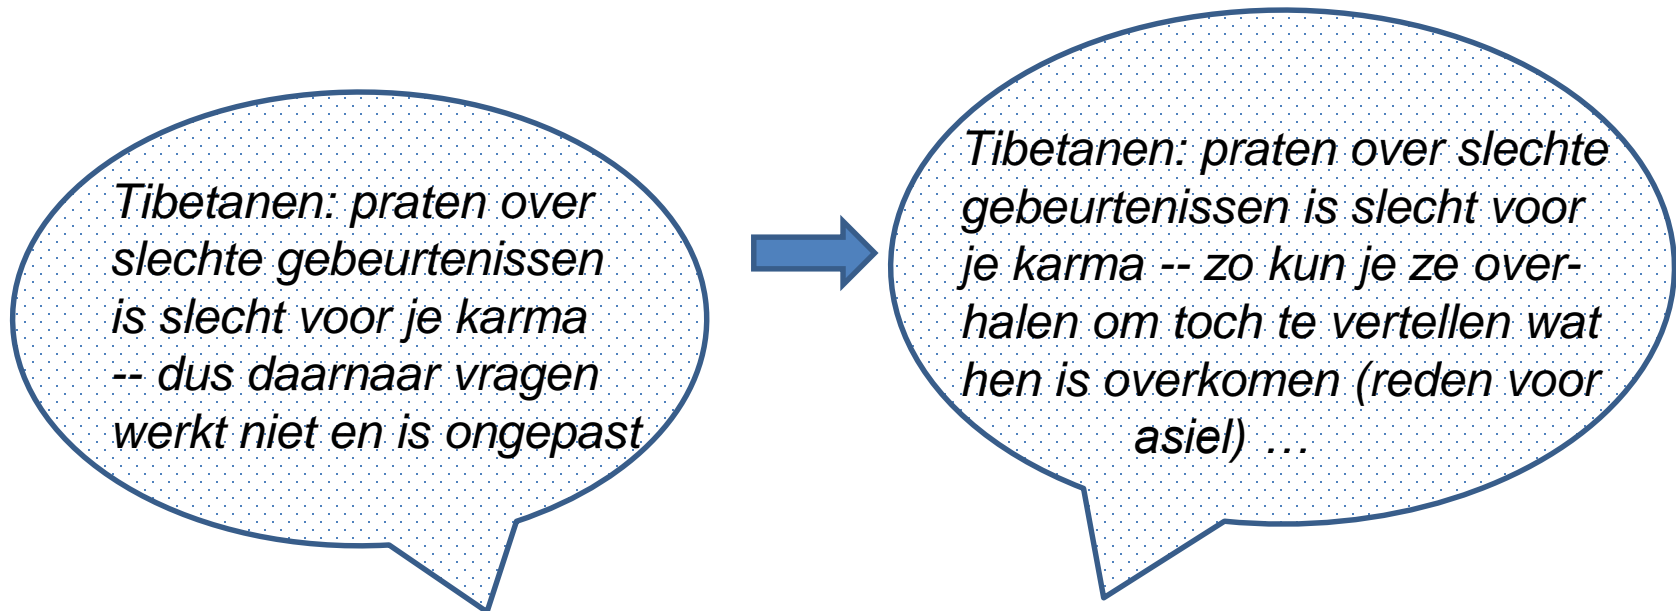 Tibetanen: praten over
slechte gebeurtenissen
is slecht voor je karma
-- dus daarnaar vragen
werkt niet en is ongepast
Tibetanen: praten over slechte
gebeurtenissen is slecht voor
je karma -- zo kun je ze over-
halen om toch te vertellen wat
hen is overkomen (reden voor
asiel) …